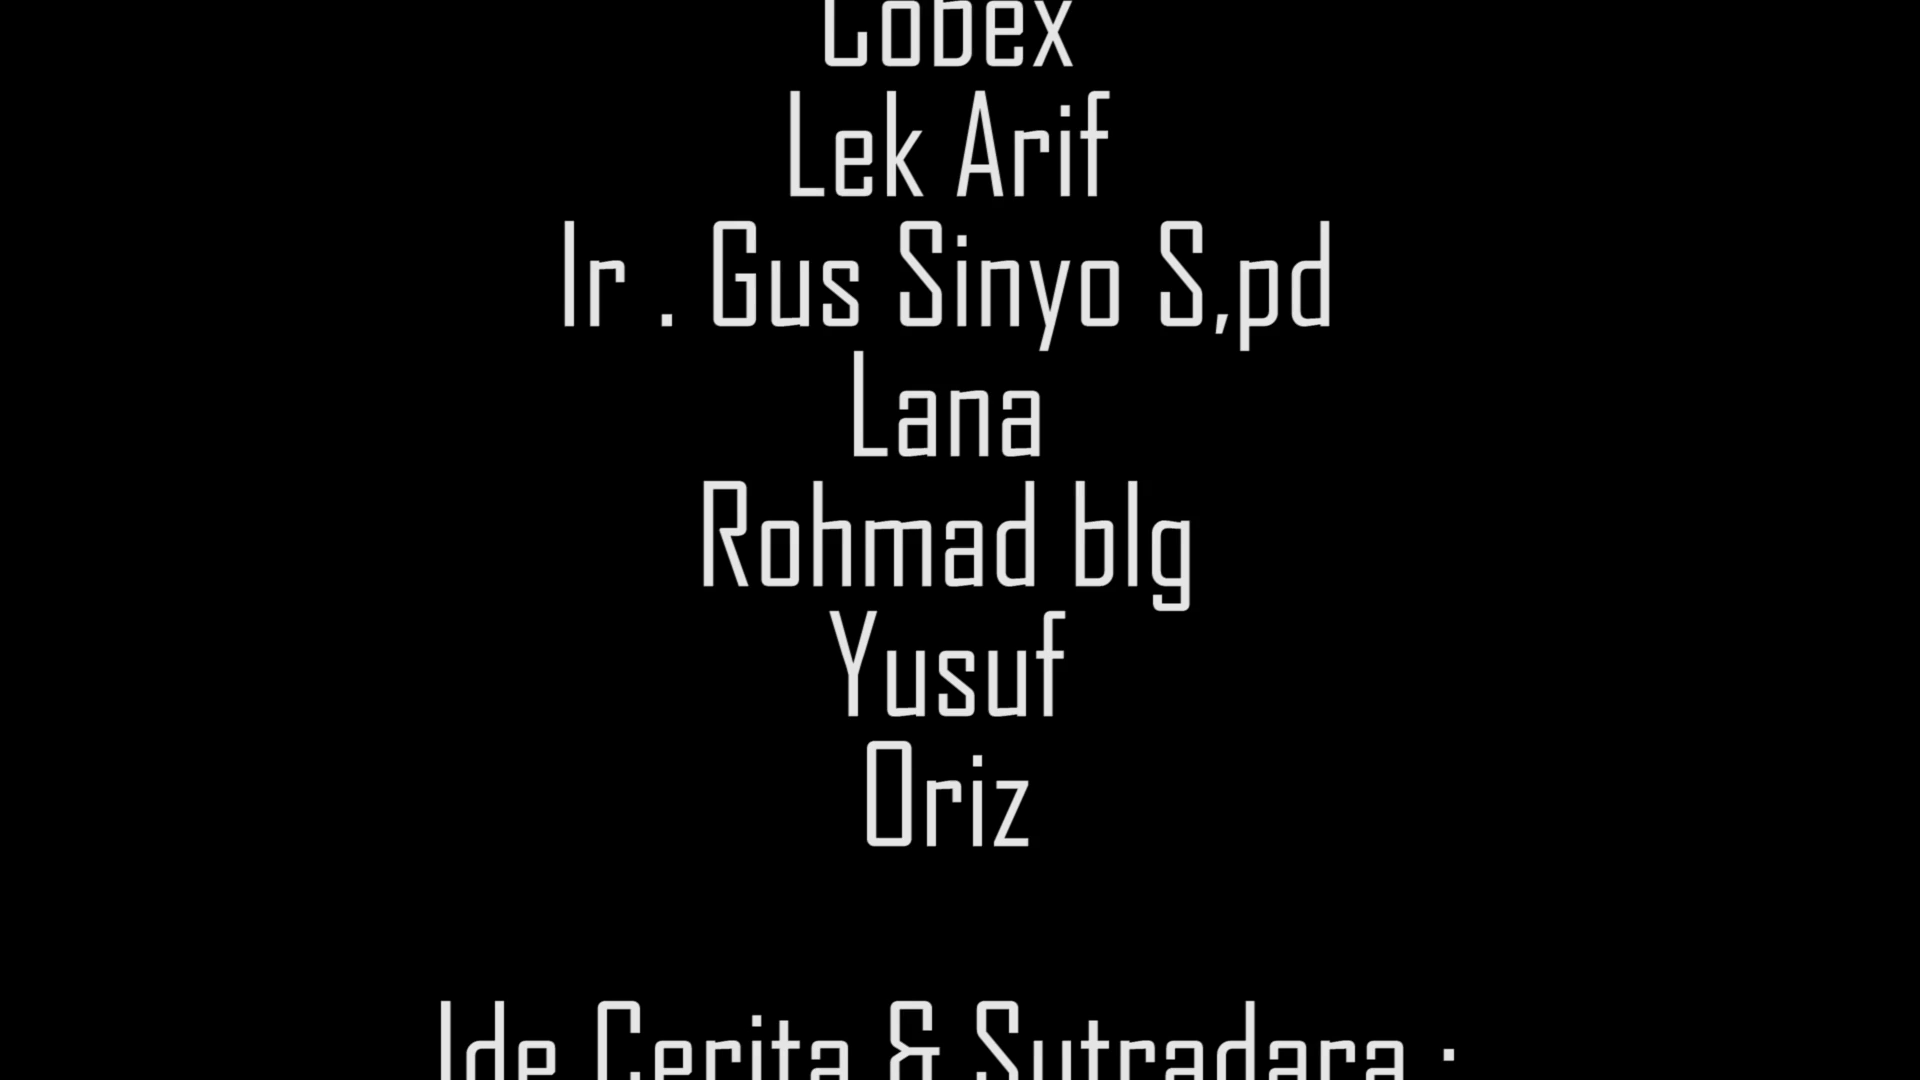 Cobex
Lek Arif
Ir . Gus Sinyo S,pd
Lana
Rohmad blg
Yusuf
Oriz
Ide Cerita & Sutradara :